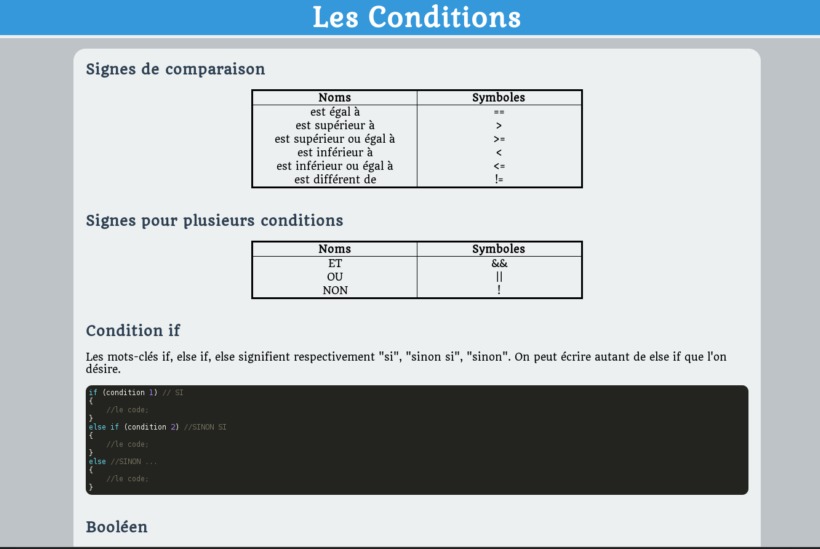 Les Conditions
Signes de comparaison
Noms Symboles
est égal à ==
est supérieur à >
est supérieur ou égal à >=
est inférieur à <
est inférieur ou égal à <=
est différent de !=
Signes pour plusieurs conditions
Noms Symboles
ET &&
OU ||
NON !
Condition if
Les mots-clés if, else if, else signifient respectivement "si", "sinon si", "sinon". On peut écrire autant de else if que l'on
désire.
if (condition 1) // SI
{
//le code;
}
else if (condition 2) //SINON SI
{
//le code;
}
else //SINON ...
{
//le code;
}
Booléen